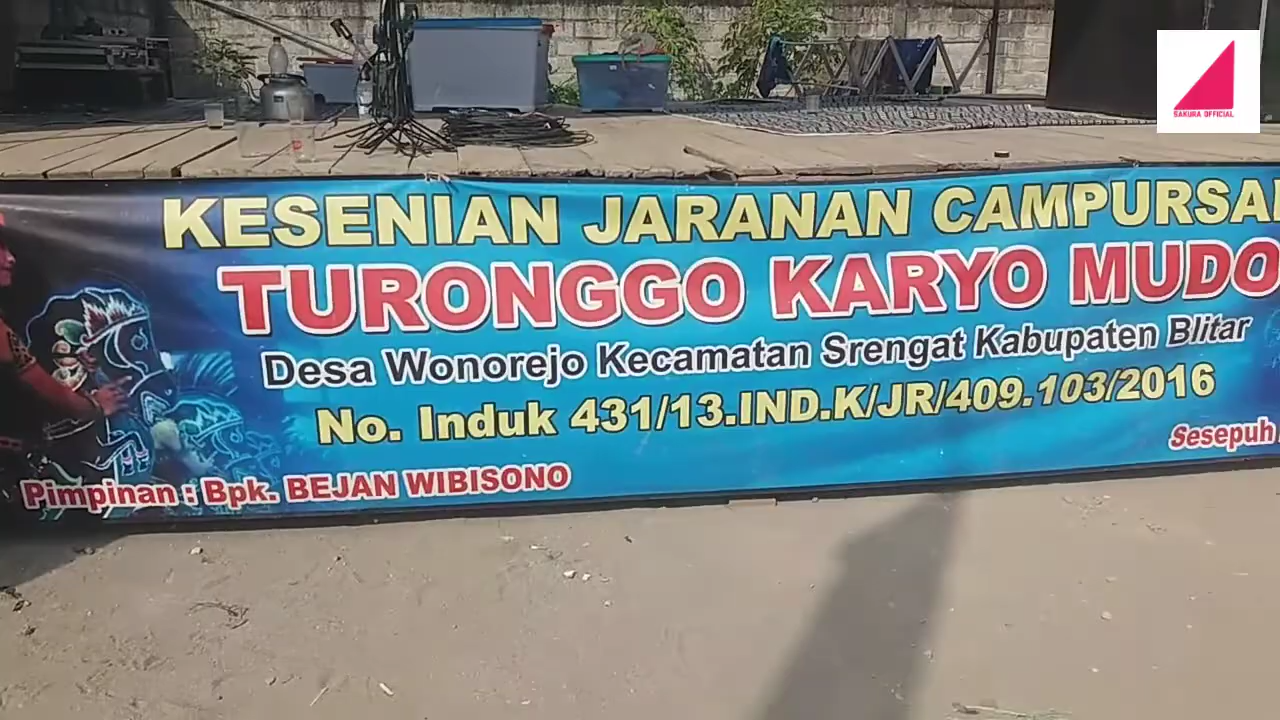 SAKURA OFFICIAL
KESENIAN JARANAN
TURONGGO KARYO MUDO
Desa Wonorejo Kecamatan Srengat Kabupaten Blitar
No. Induk 431/13.IND.K/JR/409.103/2016
Sesepuh
Pimpinan : Bpk. BEJAN WIBISONO